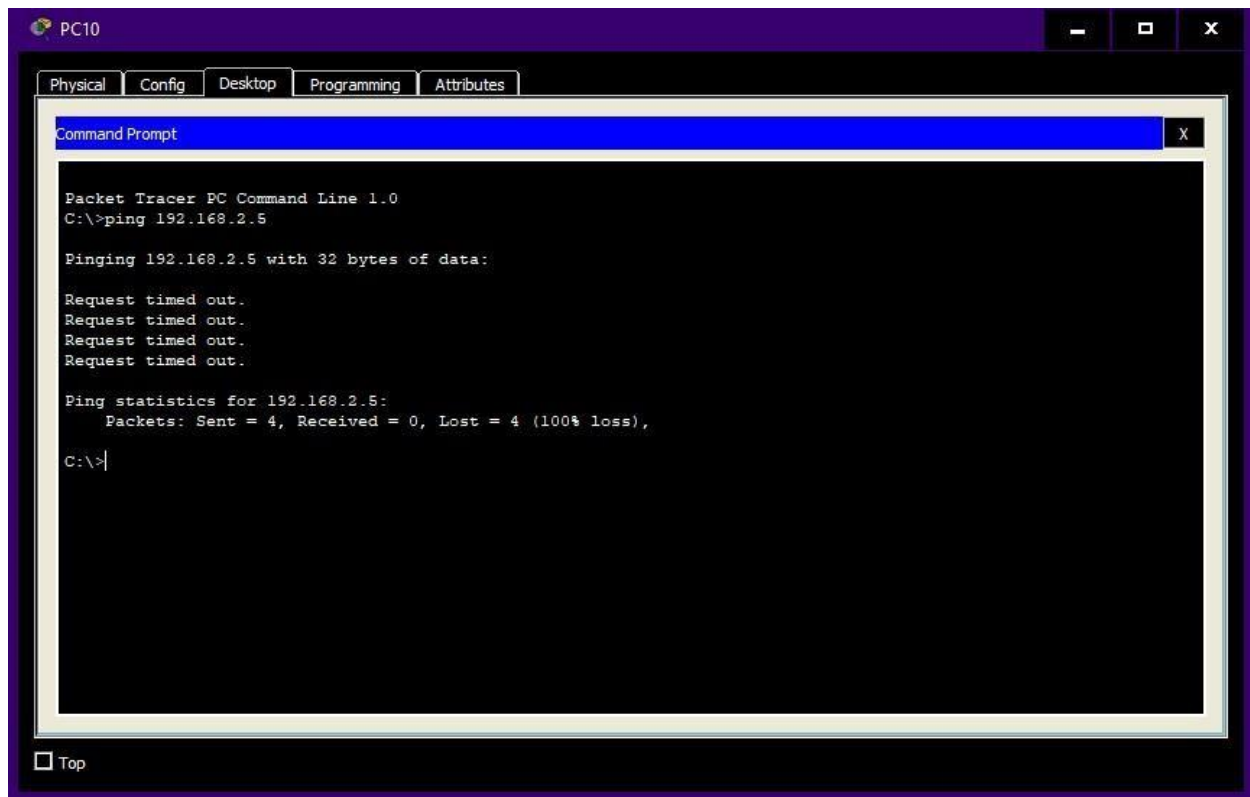 PC10
Physical Config Desktop Programming Attributes
Command Prompt
X
Packet Tracer PC Command Line 1.0
C:\>ping 192.168.2.5
Pinging 192.168.2.5 with 32 bytes of data:
Request timed out.
Request timed out.
Request timed out.
Request timed out.
Ping statistics for 192.168.2.5:
    Packets: Sent = 4, Received = 0, Lost = 4 (100% loss),
C:\>
Top